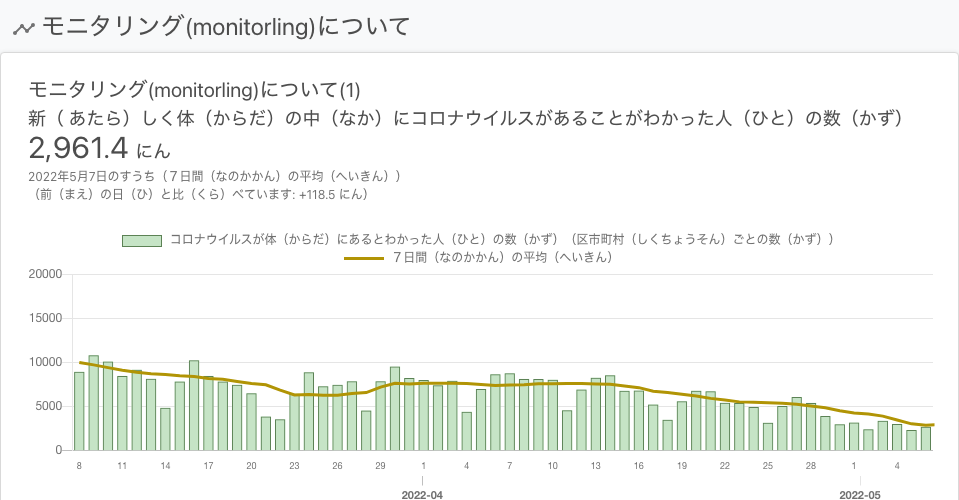 モニタリング(monitorling)について
モニタリング(monitorling)について(1)
新（ あたら）しく体（からだ）の中（なか）にコロナウイルスがあることがわかった人（ひと）の数（かず）
2,961.4 にん
2022年5月7日のすうち（７日間（なのかかん）の平均（へいきん））
（前（まえ）の日（ひ）と比（くら）べています: +118.5 にん）
コロナウイルスが体（からだ）にあるとわかった人（ひと）の数（かず）（区市町村（しくちょうそん）ごとの数（かず））
７日間（なのかかん）の平均（へいきん）
20000
15000
10000
5000
0
8 11 14 17 20 23 26 29 1 4 7 10 13 16 19 22 25 28 1 4
2022-04 2022-05